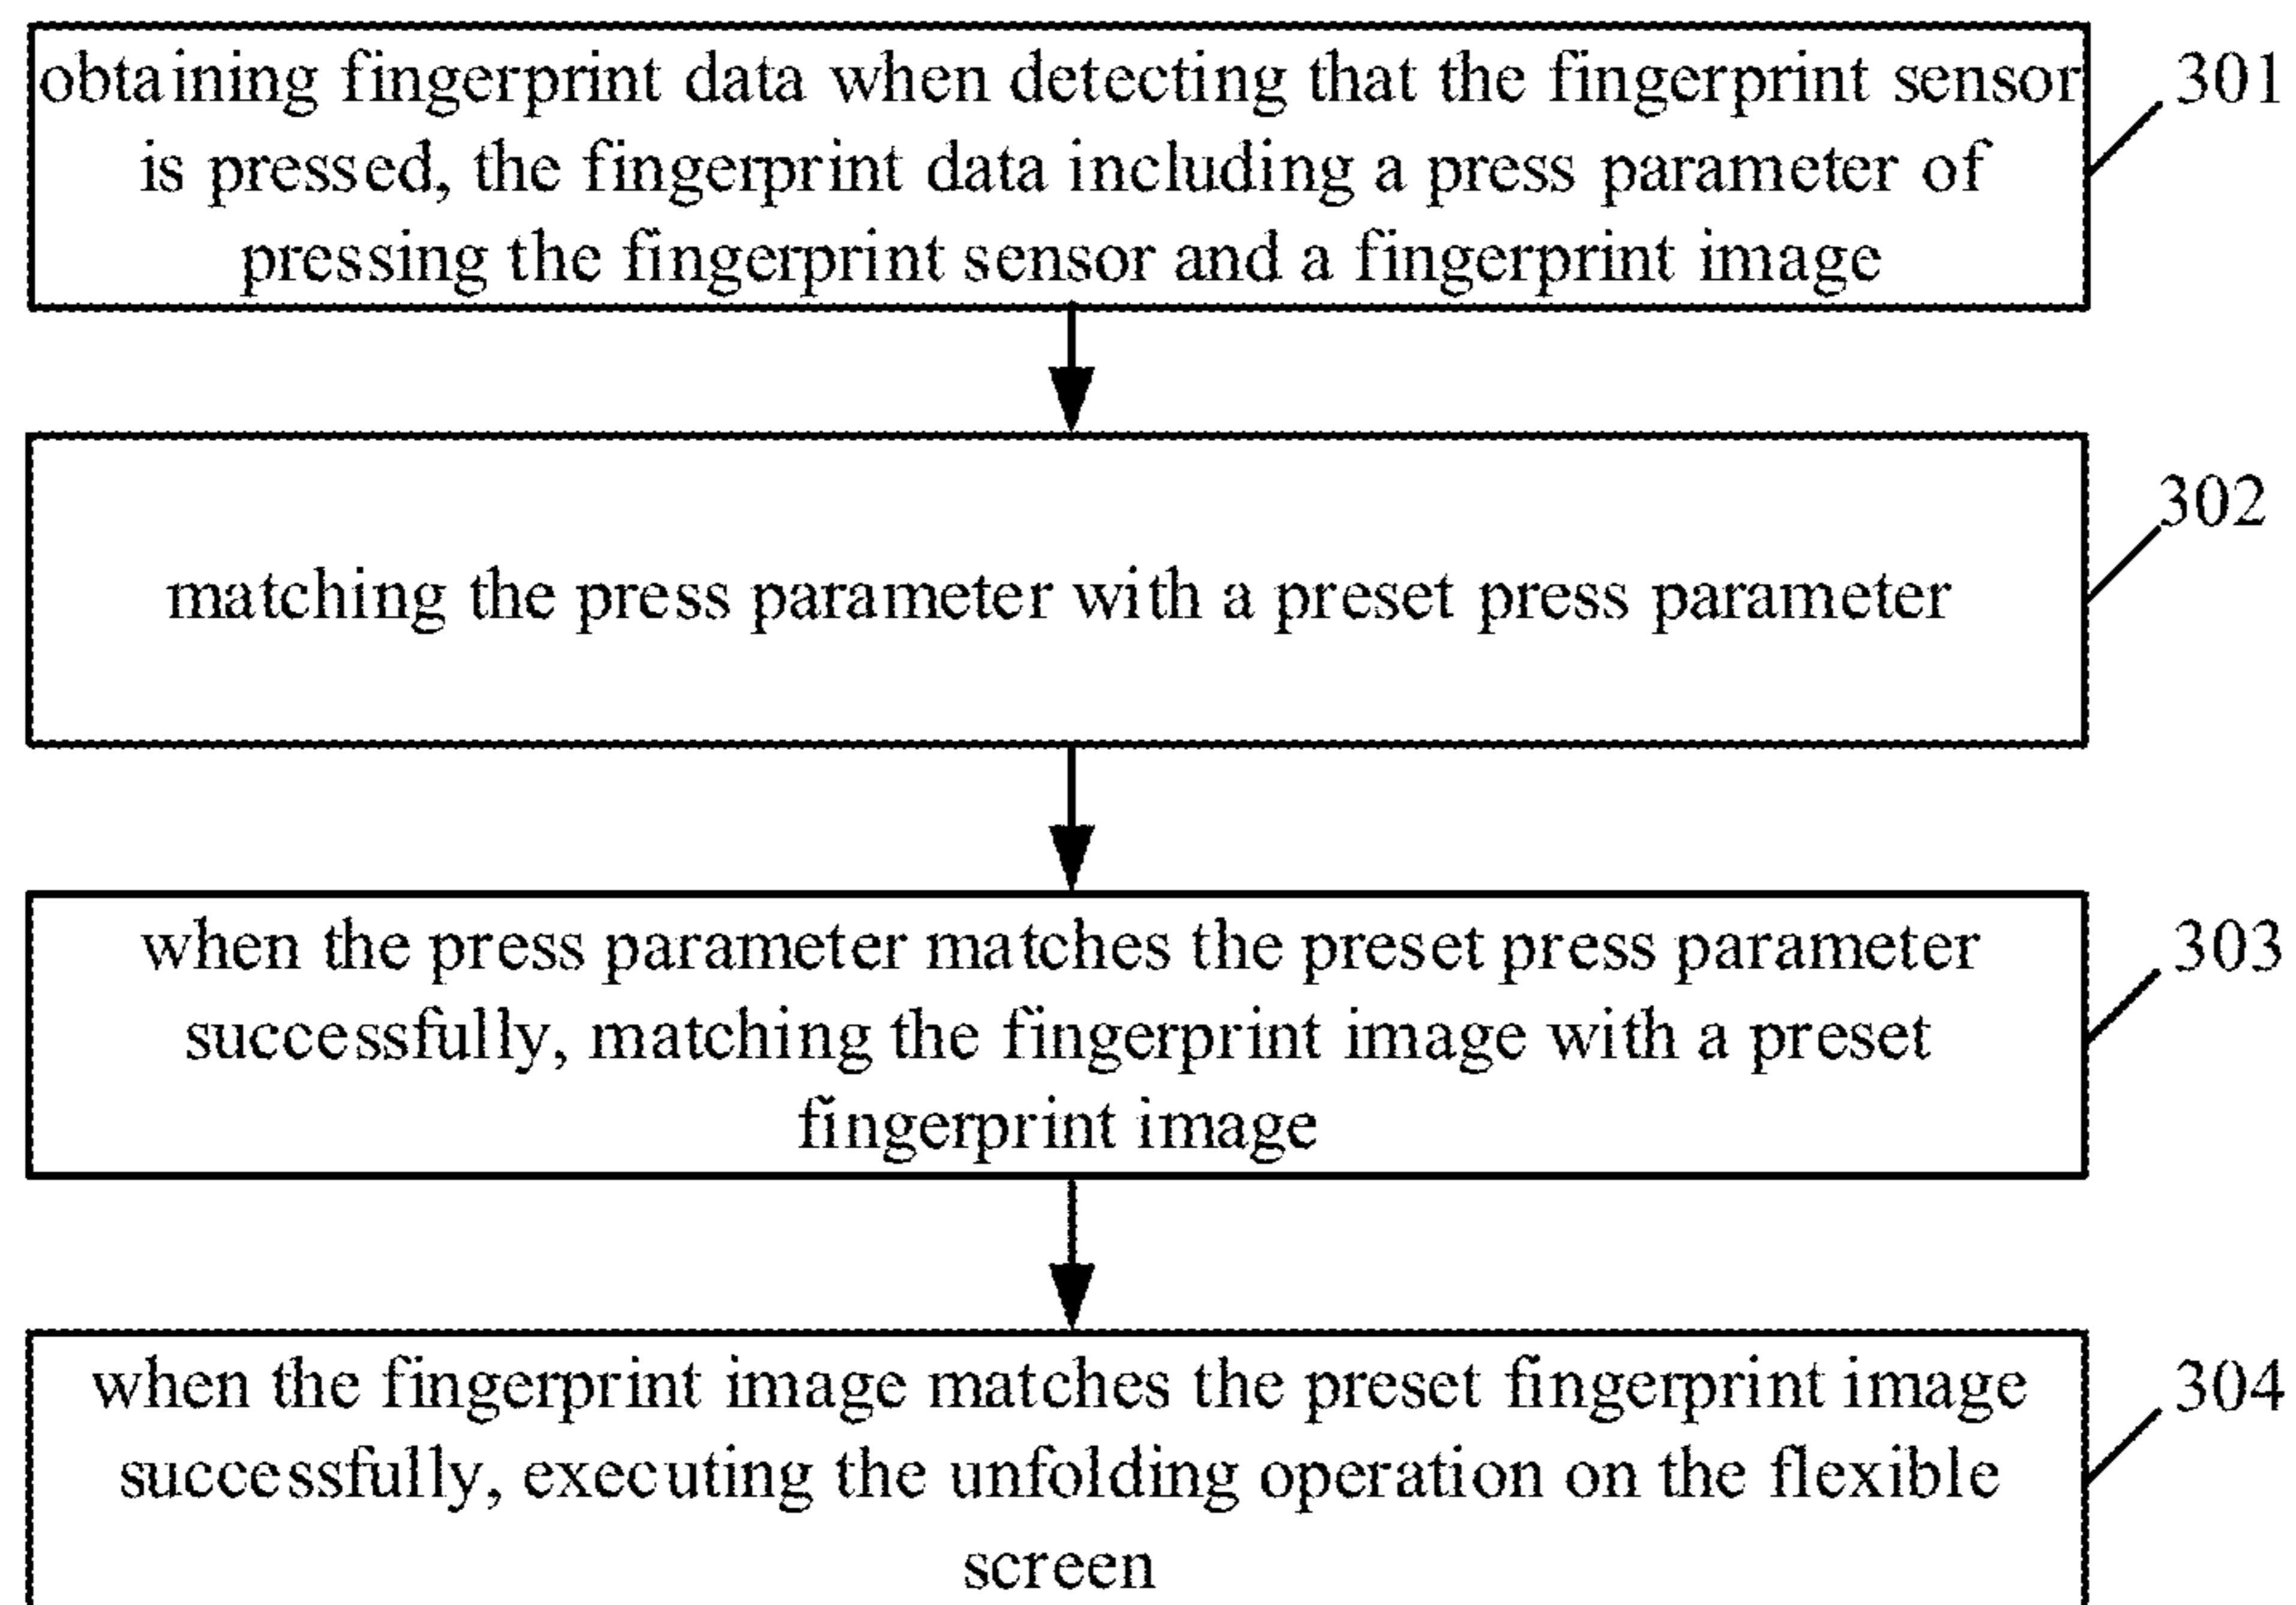 obtaining fingerprint data when detecting that the fingerprint sensor
is pressed, the fingerprint data including a press parameter of
pressing the fingerprint sensor and a fingerprint image
301
matching the press parameter with a preset press parameter
302
when the press parameter matches the preset press parameter
successfully, matching the fingerprint image with a preset
fingerprint image
303
when the fingerprint image matches the preset fingerprint image
successfully, executing the unfolding operation on the flexible
screen
304